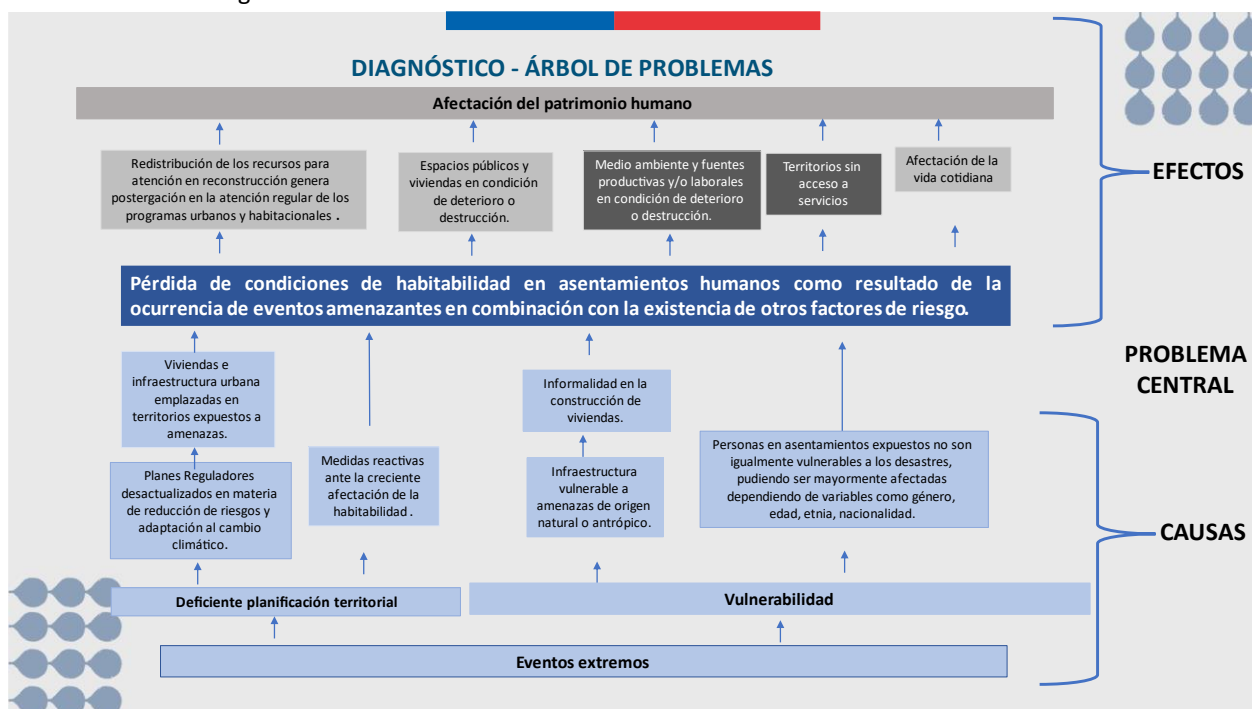 DIAGNÓSTICO - ÁRBOL DE PROBLEMAS
Afectación del patrimonio humano
Redistribución de los recursos para
atención en reconstrucción genera
postergación en la atención regular de los
programas urbanos y habitacionales .
Espacios públicos y
viviendas en condición
de deterioro o
destrucción.
Medio ambiente y fuentes
productivas y/o laborales
en condición de deterioro
o destrucción.
Territorios sin
acceso a
servicios
Afectación de la
vida cotidiana
EFECTOS
Pérdida de condiciones de habitabilidad en asentamientos humanos como resultado de la
ocurrencia de eventos amenazantes en combinación con la existencia de otros factores de riesgo.
PROBLEMA
CENTRAL
Viviendas e
infraestructura urbana
emplazadas en
territorios expuestos a
amenazas.
Informalidad en la
construcción de
viviendas.
Planes Reguladores
desactualizados en materia
de reducción de riesgos y
adaptación al cambio
climático.
Medidas reactivas
ante la creciente
afectación de la
habitabilidad .
Infraestructura
vulnerable a
amenazas de origen
natural o antrópico.
Personas en asentamientos expuestos no son
igualmente vulnerables a los desastres,
pudiendo ser mayormente afectadas
dependiendo de variables como género,
edad, etnia, nacionalidad.
CAUSAS
Deficiente planificación territorial
Vulnerabilidad
Eventos extremos